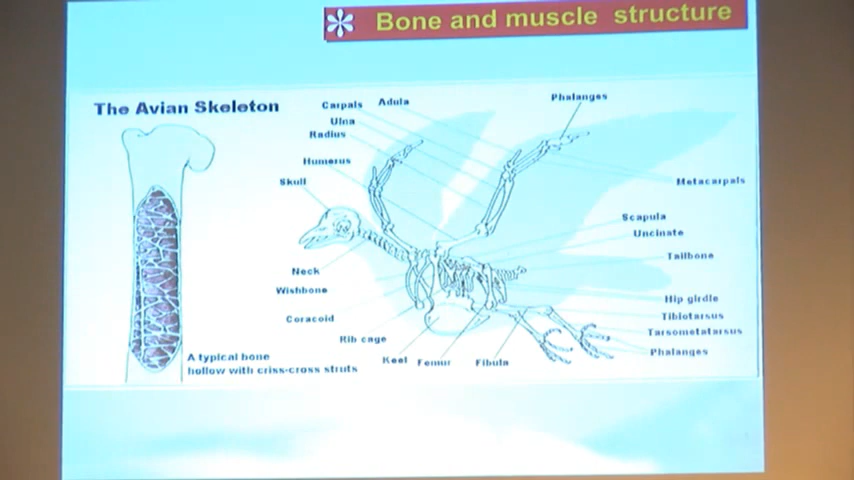 Bone and muscle structure
The Avian Skeleton
Carpals
Adula
Phalanges
Ulna
Radius
Humerus
Skull
Metacarpals
Scapula
Uncinate
Tailbone
Neck
Wishbone
Hip girdle
Coracoid
Tibiotarsus
Tarsometatarsus
Rib cage
Phalanges
Keel
Femur
Fibula
A typical bone
hollow with criss-cross struts